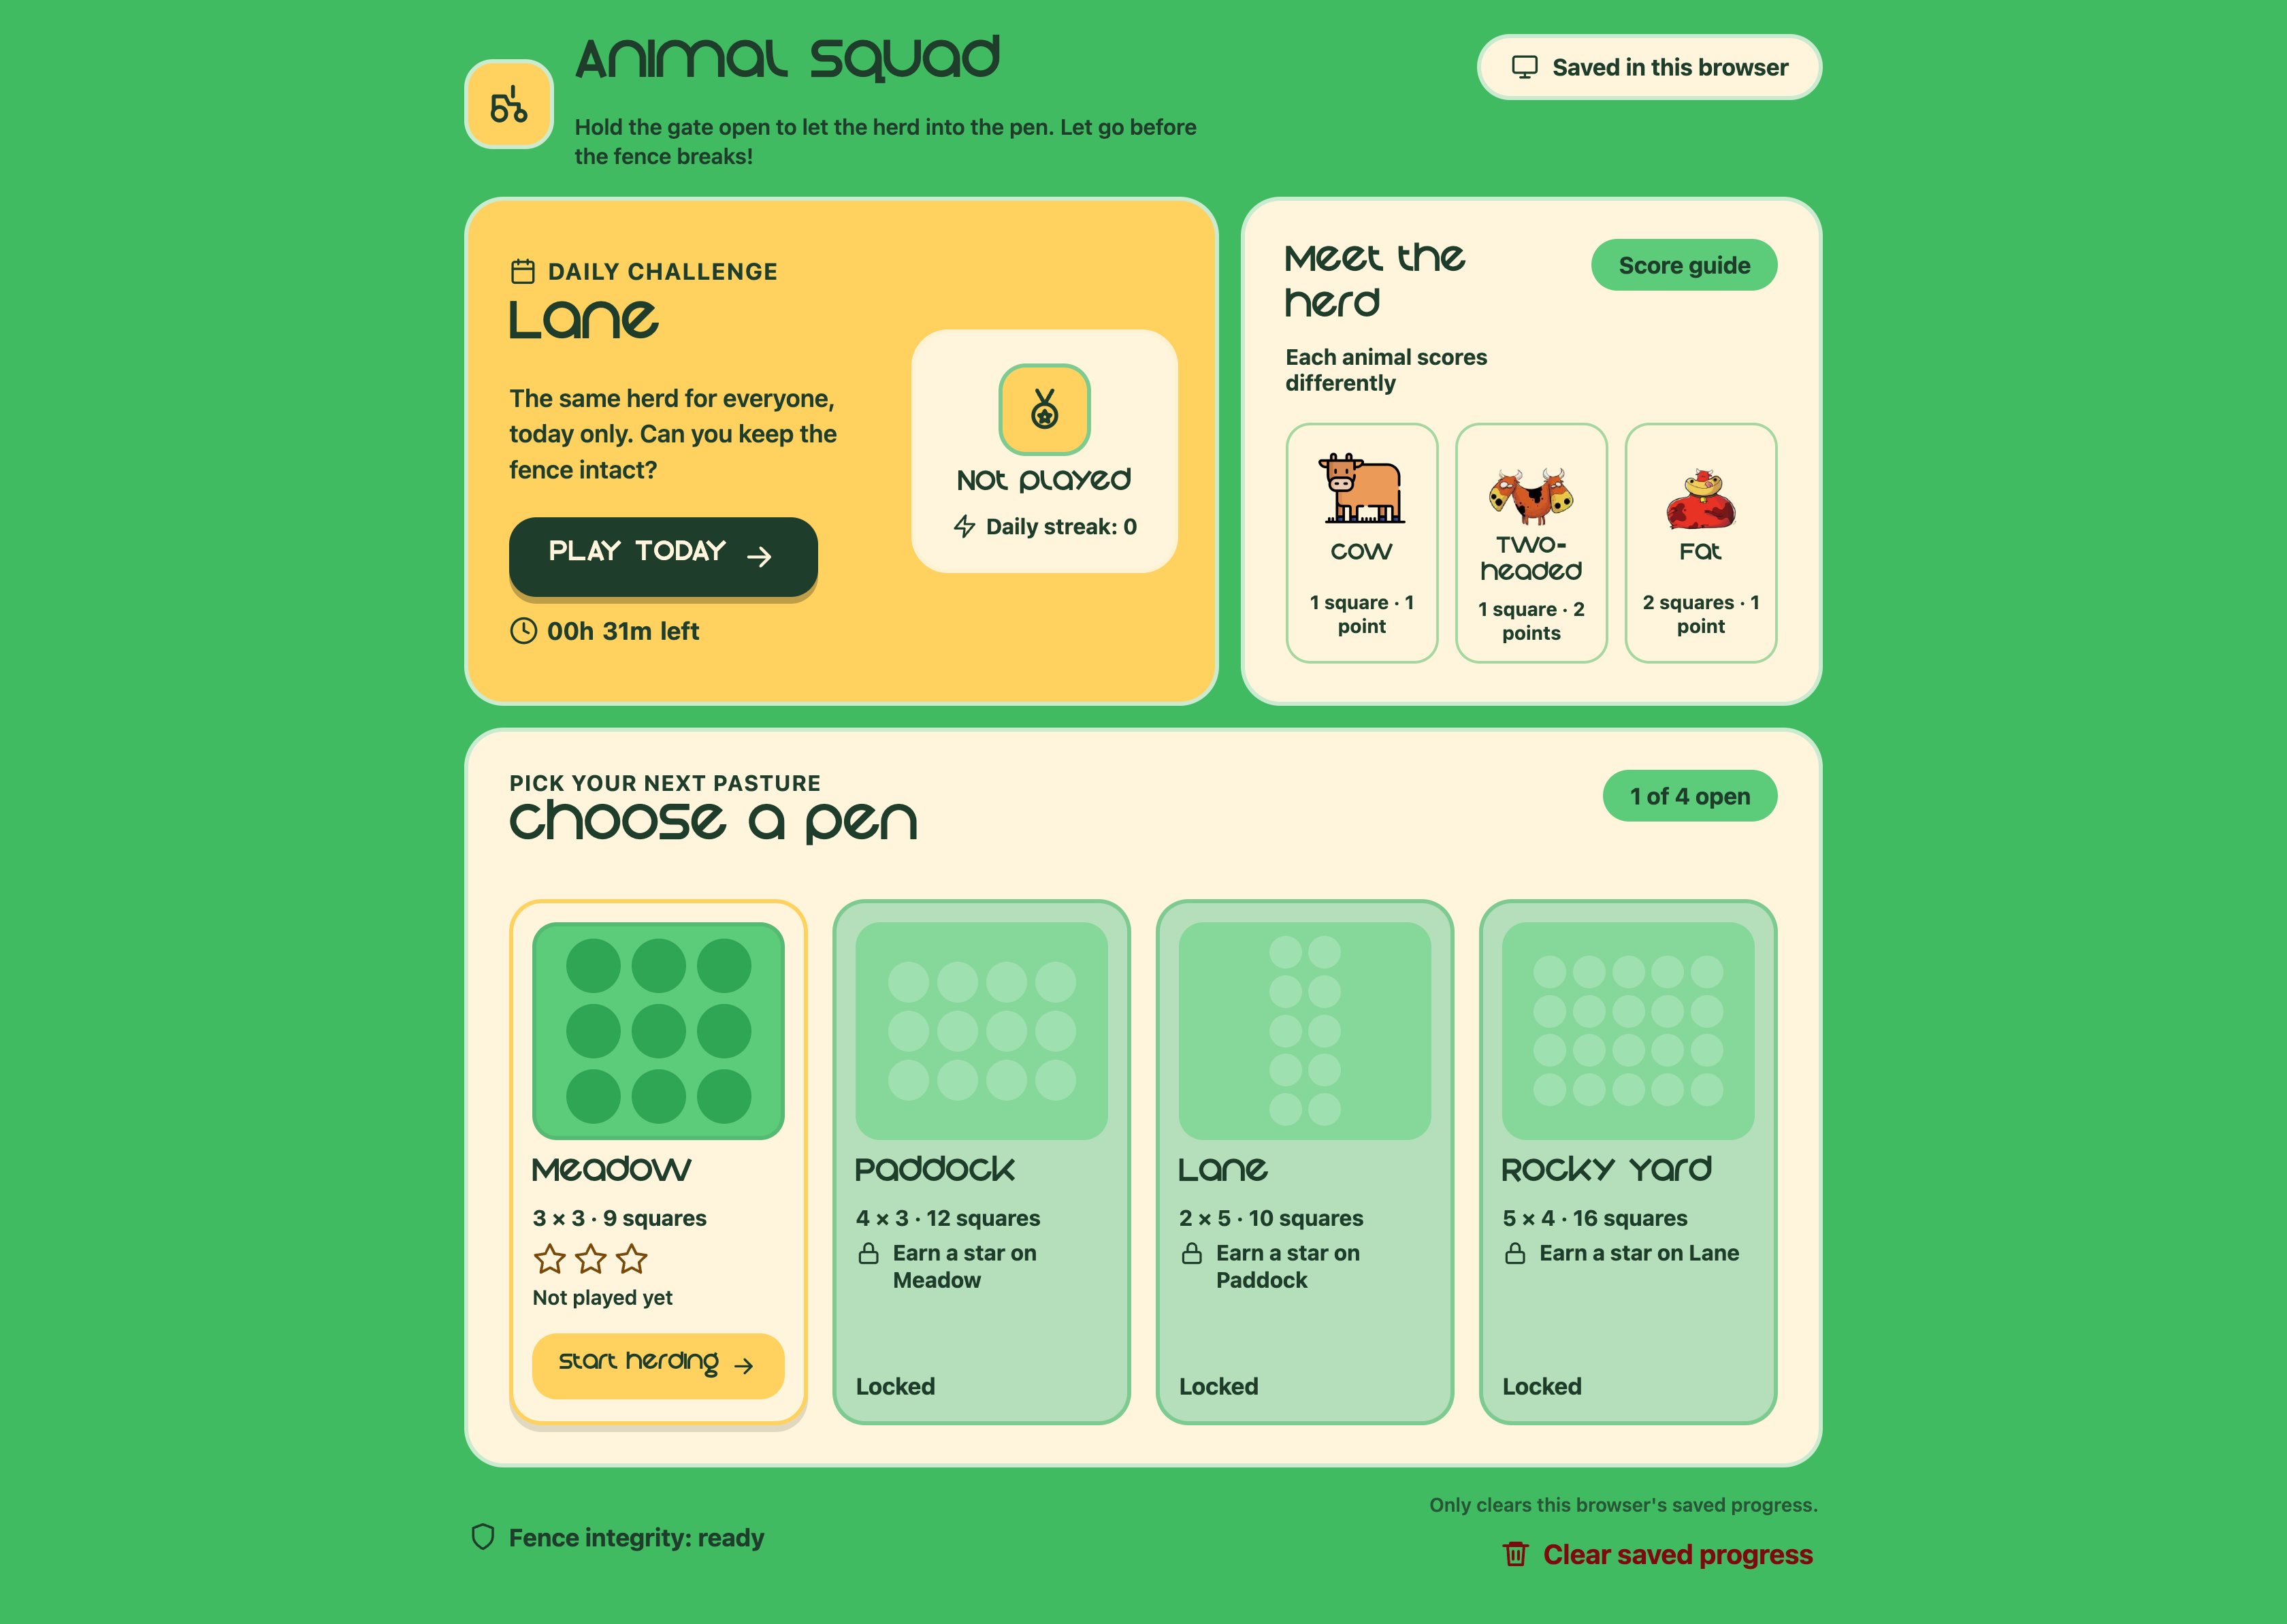 Animal Squad
Hold the gate open to let the herd into the pen. Let go before
the fence breaks!
Saved in this browser
DAILY CHALLENGE
Lane
The same herd for everyone,
today only. Can you keep the
fence intact?
PLAY TODAY
00h 31m left
Not played
Daily streak: 0
Meet the
herd
Score guide
Each animal scores
differently
Cow
1 square · 1
point
Two-
headed
1 square · 2
points
Fat
2 squares · 1
point
PICK YOUR NEXT PASTURE
Choose a pen
1 of 4 open
Meadow
3 × 3 · 9 squares
Not played yet
Start herding
Paddock
4 × 3 · 12 squares
Earn a star on
Meadow
Locked
Lane
2 × 5 · 10 squares
Earn a star on
Paddock
Locked
Rocky Yard
5 × 4 · 16 squares
Earn a star on Lane
Locked
Fence integrity: ready
Only clears this browser's saved progress.
Clear saved progress